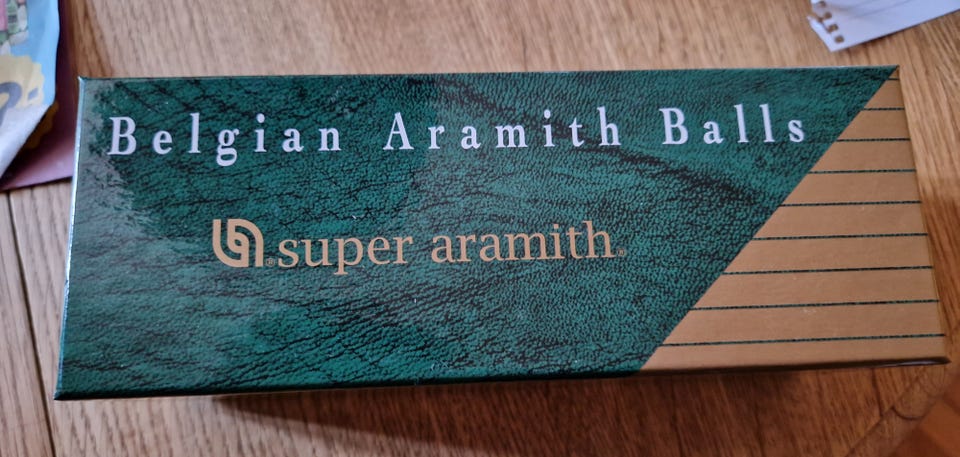 Belgian Aramith Balls
® super aramith®